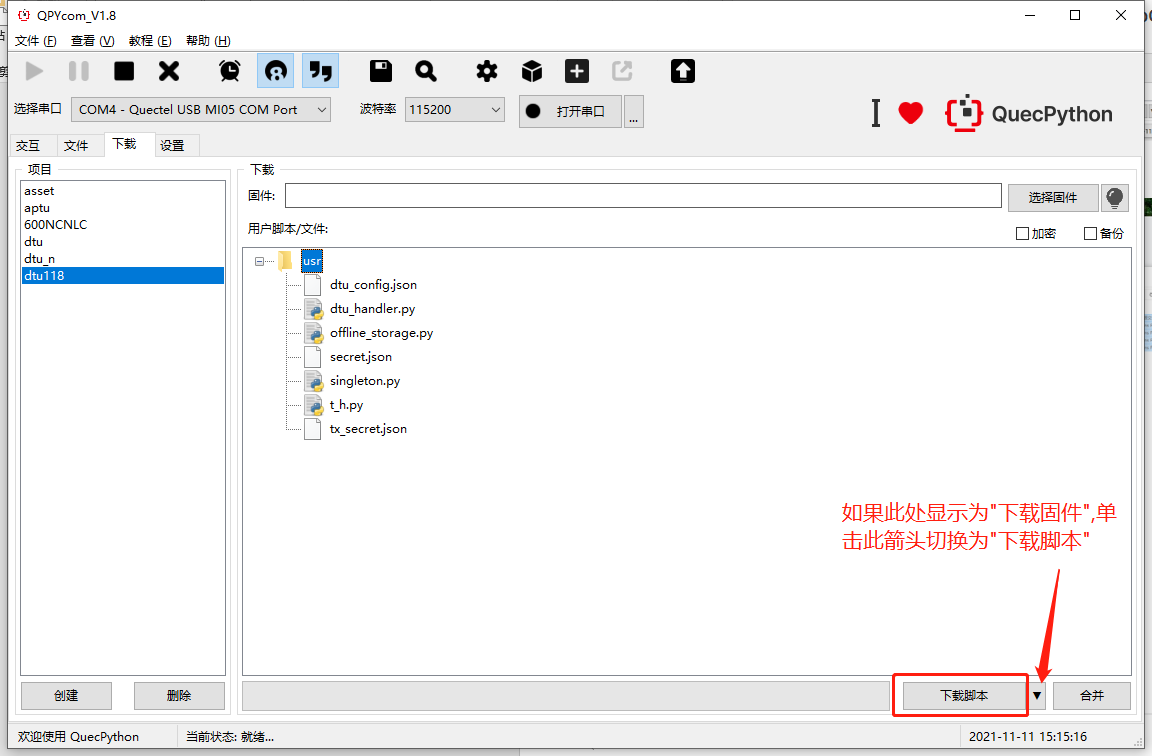 QPYcom_V1.8
文件 (F) 查看 (V) 教程 (E) 帮助 (H)
选择串口 COM4 - Quectel USB MI05 COM Port 波特率 115200 打开串口 ... I QuecPython
交互 文件 下载 设置
项目
asset
aptu
600NCNLC
dtu
dtu_n
dtu118
创建 删除
下载
固件: 选择固件
用户脚本/文件: 加密 备份
usr
dtu_config.json
dtu_handler.py
offline_storage.py
secret.json
singleton.py
t_h.py
tx_secret.json
如果此处显示为"下载固件",单
击此箭头切换为"下载脚本"
下载脚本 合并
欢迎使用 QuecPython 当前状态: 就绪... 2021-11-11 15:15:16